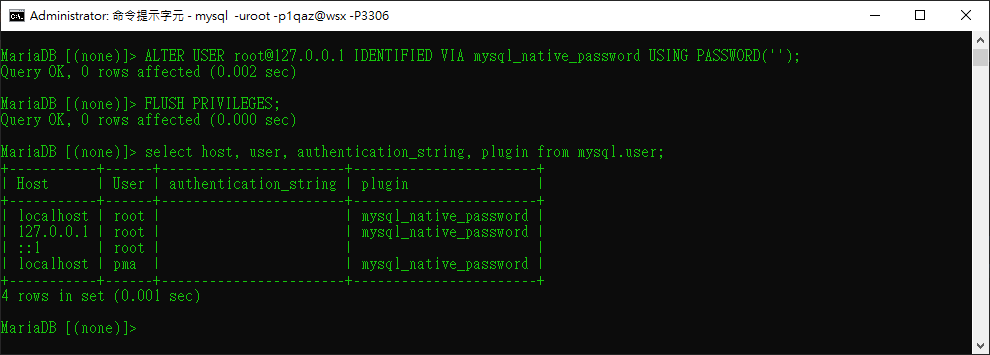 Administrator: 命令提示字元 - mysql -uroot -p1qaz@wsx -P3306
MariaDB [(none)]> ALTER USER root@127.0.0.1 IDENTIFIED VIA mysql_native_password USING PASSWORD('');
Query OK, 0 rows affected (0.002 sec)
MariaDB [(none)]> FLUSH PRIVILEGES;
Query OK, 0 rows affected (0.000 sec)
MariaDB [(none)]> select host, user, authentication_string, plugin from mysql.user;
+-----------+------+-----------------------+-----------------------+
| Host      | User | authentication_string | plugin                |
+-----------+------+-----------------------+-----------------------+
| localhost | root |                       | mysql_native_password |
| 127.0.0.1 | root |                       | mysql_native_password |
| ::1       | root |                       |                       |
| localhost | pma  |                       | mysql_native_password |
+-----------+------+-----------------------+-----------------------+
4 rows in set (0.001 sec)
MariaDB [(none)]>